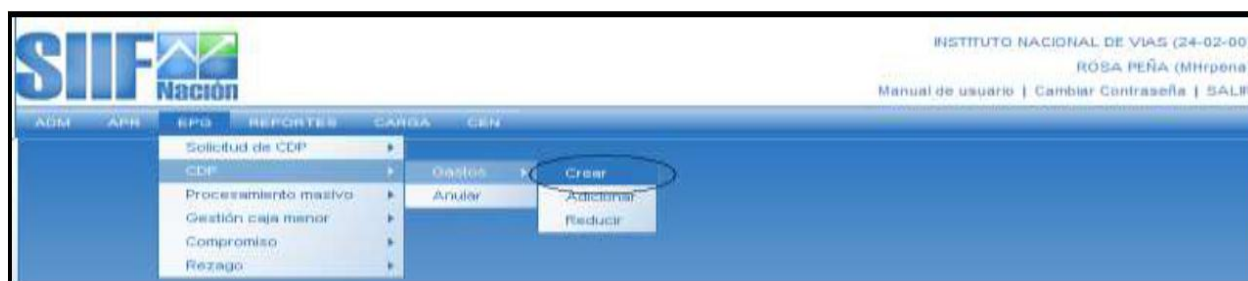 SIIF
Nación
INSTITUTO NACIONAL DE VIAS (24-02-00
ROSA PEÑA (MHrpena
Manual de usuario | Cambiar Contraseña | SALIR
ADM APR EPG REPORTES CARGA CEN
Solicitud de CDP
CDP Gastos Crear
Procesamiento masivo Anular Adicionar
Gestión caja menor Reducir
Compromiso
Rezago